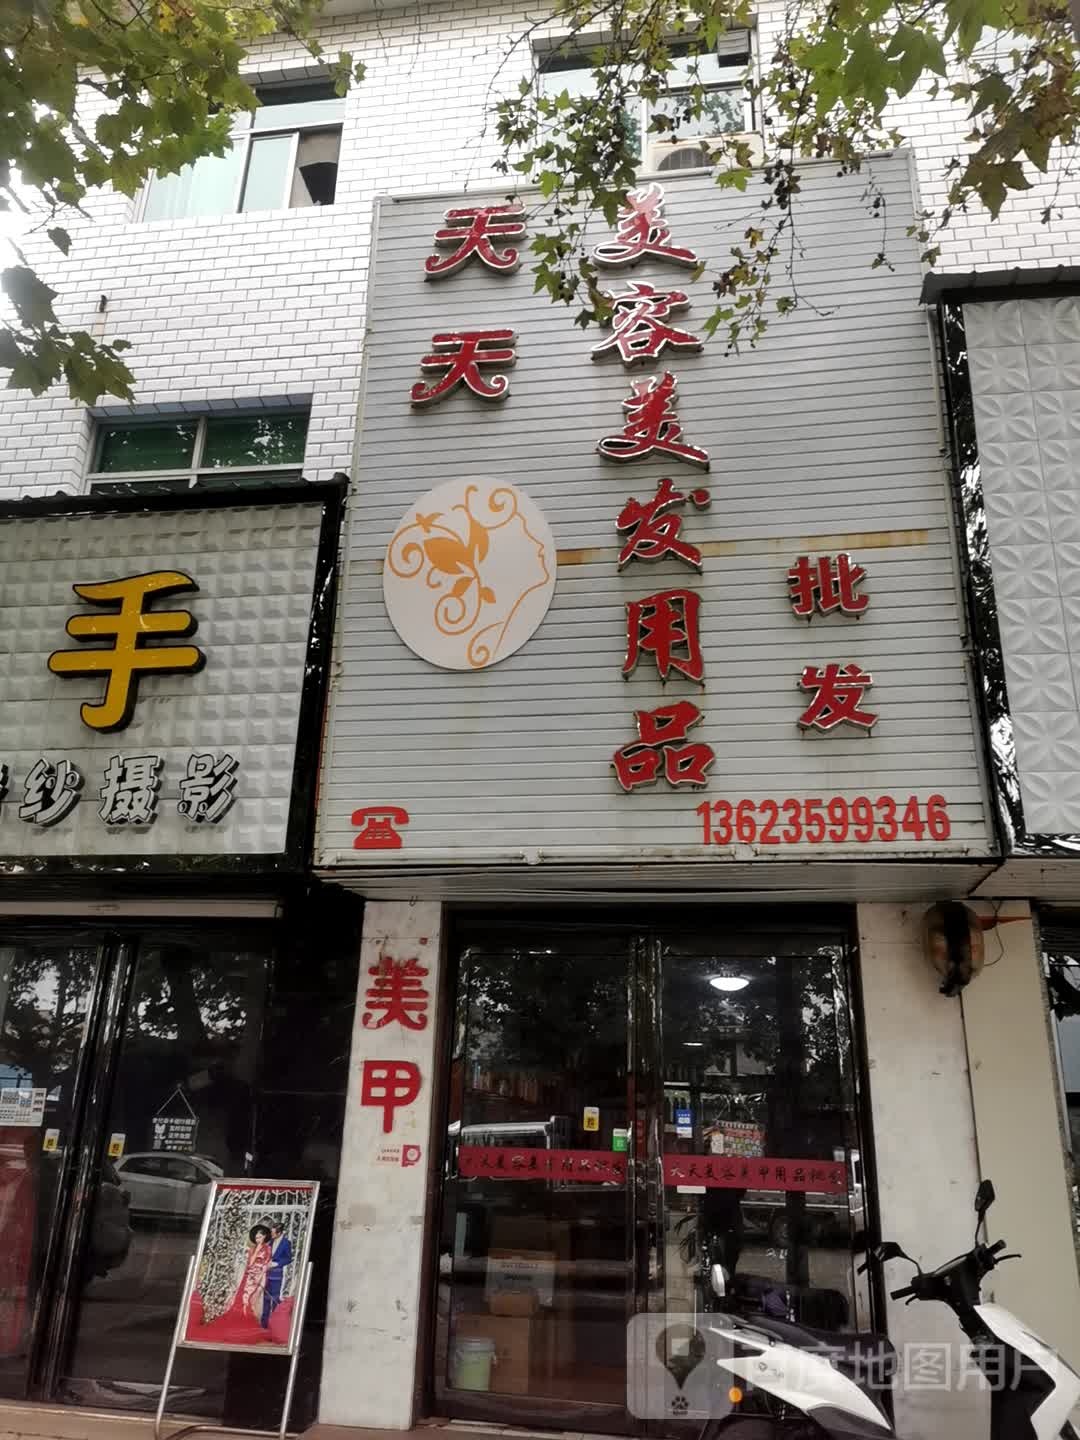 天天
美容美发用品
批发
13623599346
手
纱摄影
美甲
天天美容美甲用品批发
百度地图用户